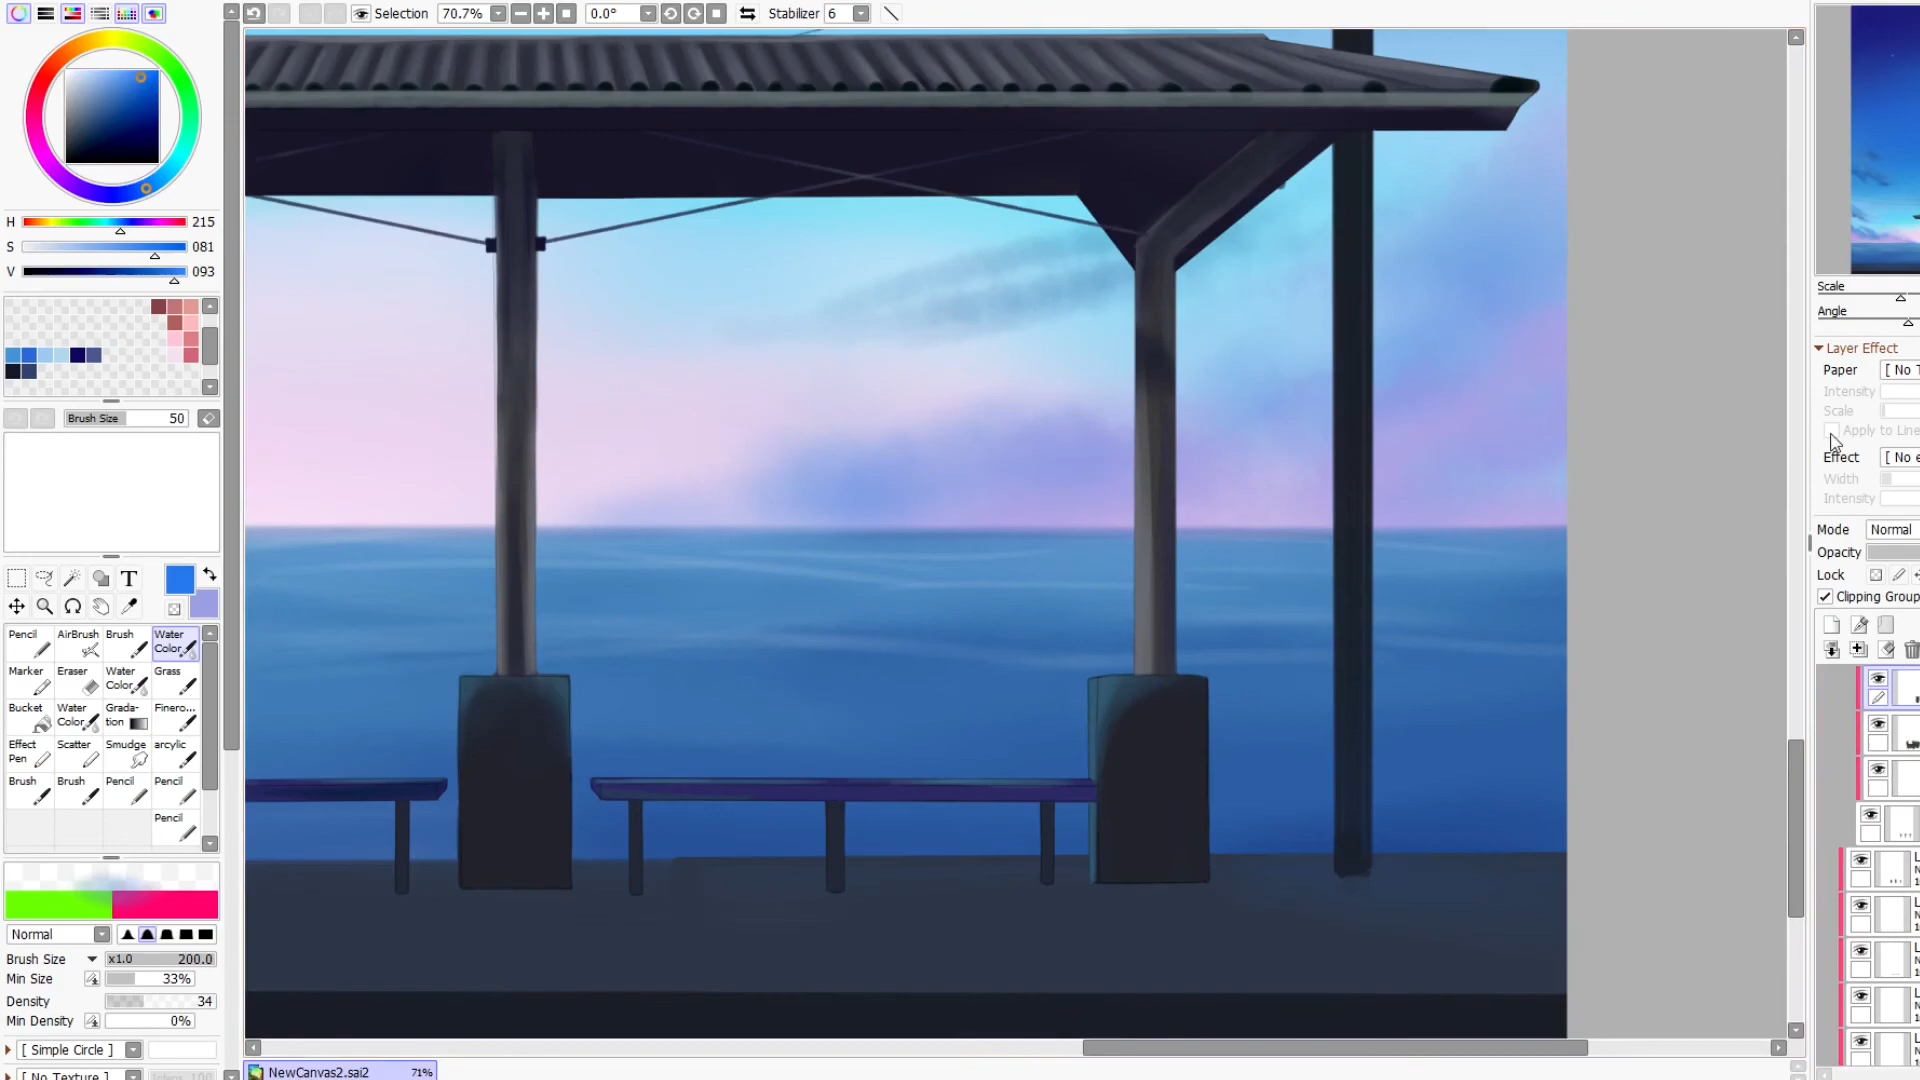 Selection 70.7% 0.0° Stabilizer 6
H 215
S 081
V 093
Brush Size 50
Scale
Angle
Layer Effect
Paper [ No
Intensity
Scale
Apply to Line
Effect [ No
Width
Intensity
Mode Normal
Opacity
Lock
Clipping Group
T
Pencil AirBrush Brush Water Color
Marker Eraser Water Color Grass
Bucket Water Color Grada-tion Finero...
Effect Pen Scatter Smudge arcylic
Brush Brush Pencil Pencil
Pencil
Normal
Brush Size x1.0 200.0
Min Size 33%
Density 34
Min Density 0%
[ Simple Circle ]
[ No Texture ]
NewCanvas2.sai2 71%